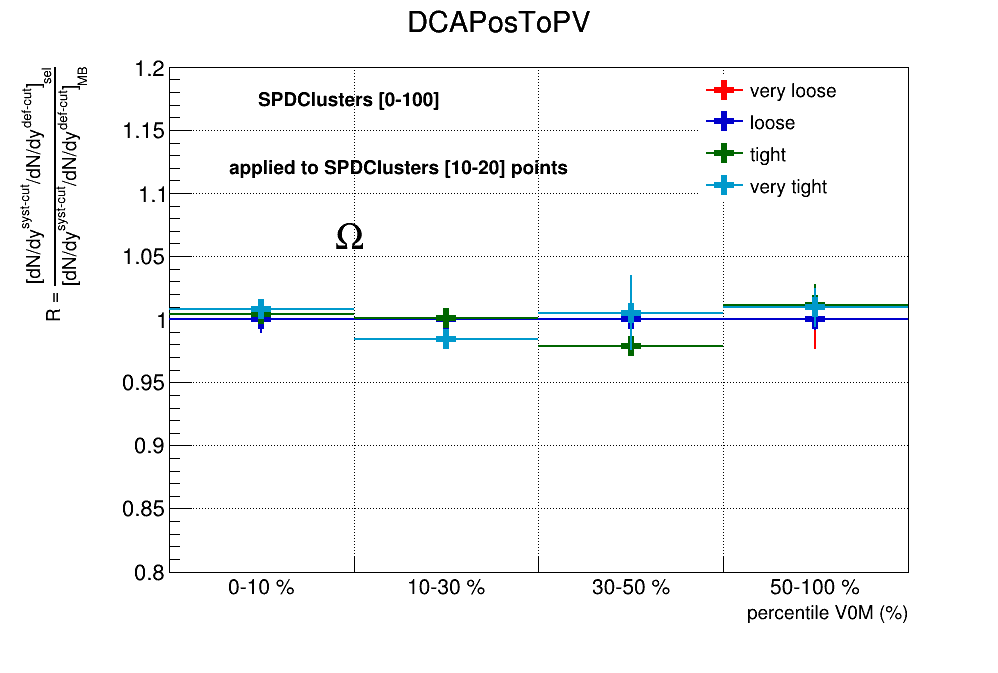 DCAPosToPV
R = [dN/dy^syst-cut/dN/dy^def-cut]_sel
[dN/dy^syst-cut/dN/dy^def-cut]_MB
SPDClusters [0-100]
applied to SPDClusters [10-20] points
Ω
very loose
loose
tight
very tight
1.2
1.15
1.1
1.05
1
0.95
0.9
0.85
0.8
0-10 % 10-30 % 30-50 % 50-100 %
percentile V0M (%)